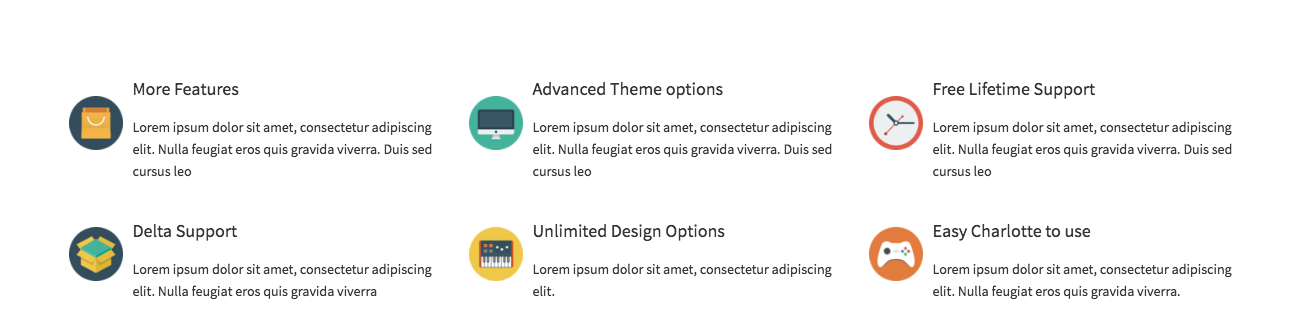 More Features
Lorem ipsum dolor sit amet, consectetur adipiscing
elit. Nulla feugiat eros quis gravida viverra. Duis sed
cursus leo
Advanced Theme options
Lorem ipsum dolor sit amet, consectetur adipiscing
elit. Nulla feugiat eros quis gravida viverra. Duis sed
cursus leo
Free Lifetime Support
Lorem ipsum dolor sit amet, consectetur adipiscing
elit. Nulla feugiat eros quis gravida viverra. Duis sed
cursus leo
Delta Support
Lorem ipsum dolor sit amet, consectetur adipiscing
elit. Nulla feugiat eros quis gravida viverra
Unlimited Design Options
Lorem ipsum dolor sit amet, consectetur adipiscing
elit.
Easy Charlotte to use
Lorem ipsum dolor sit amet, consectetur adipiscing
elit. Nulla feugiat eros quis gravida viverra.